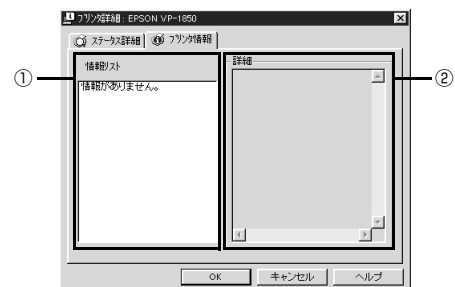 プリンタ詳細 : EPSON VP-1850
ステータス詳細 プリンタ情報
① 情報リスト 詳細 ②
情報がありません。
OK キャンセル ヘルプ